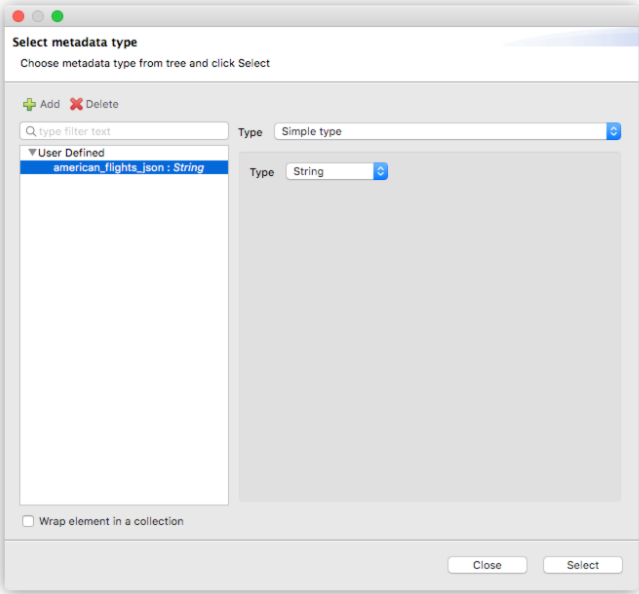 Select metadata type
Choose metadata type from tree and click Select
Add Delete
type filter text
Type Simple type
User Defined
american_flights_json : String
Type String
Wrap element in a collection
Close Select